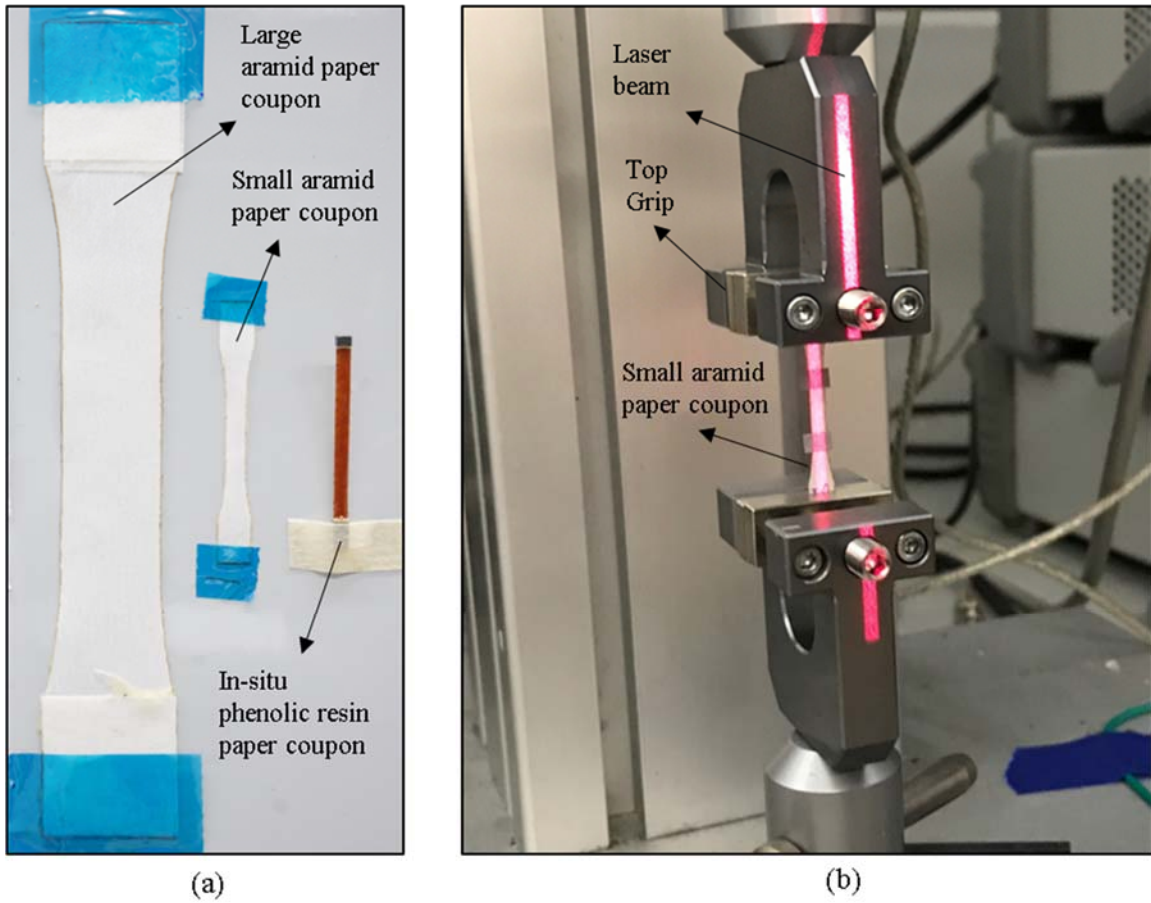 Large
aramid paper
coupon
Small aramid
paper coupon
In-situ
phenolic resin
paper coupon
(a)
Laser
beam
Top
Grip
Small aramid
paper coupon
(b)